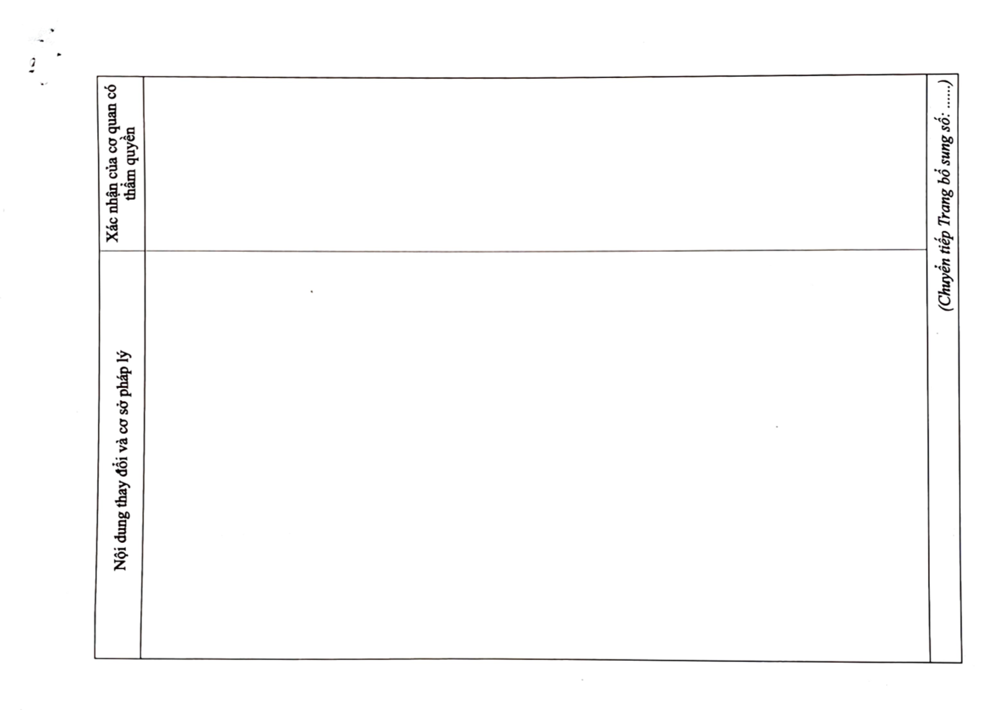 Nội dung thay đổi và cơ sở pháp lý
Xác nhận của cơ quan có
thẩm quyền
(Chuyển tiếp Trang bổ sung số: ......)